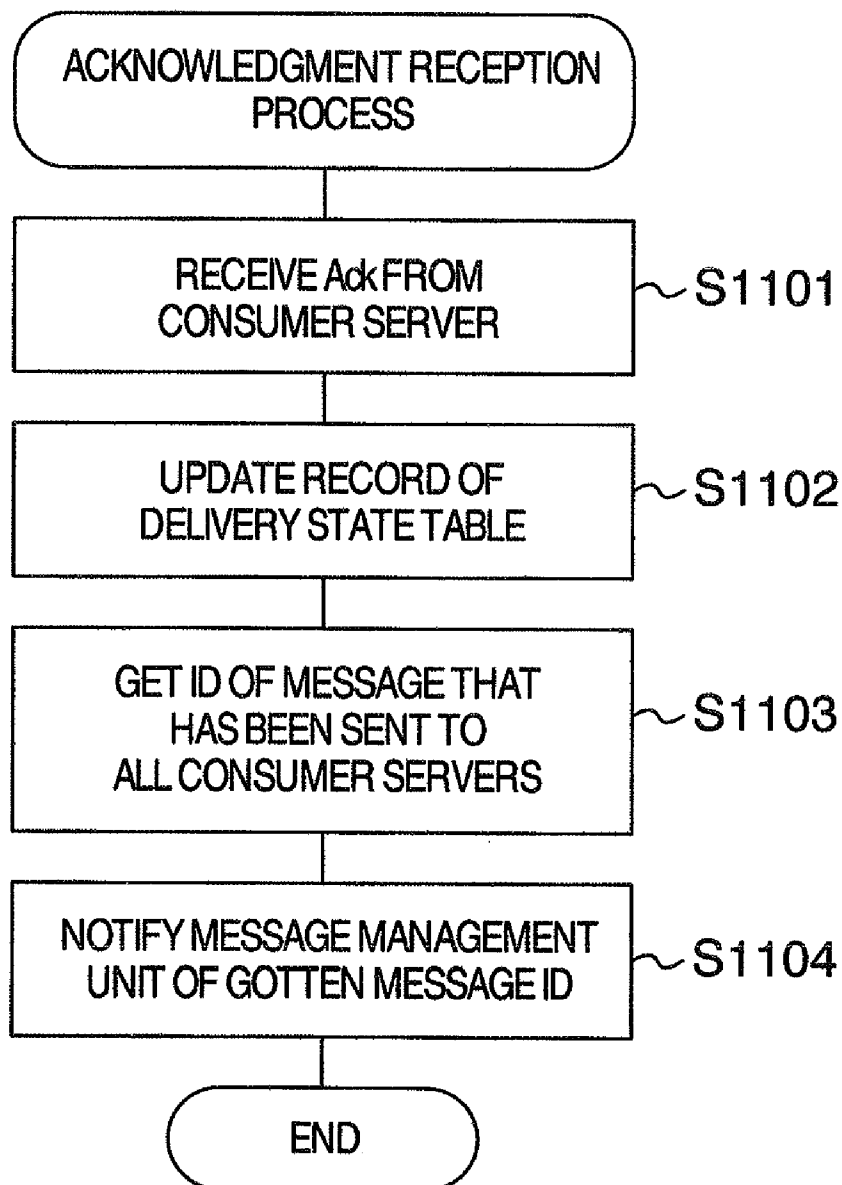 ACKNOWLEDGMENT RECEPTION
PROCESS
RECEIVE Ack FROM
CONSUMER SERVER
S1101
UPDATE RECORD OF
DELIVERY STATE TABLE
S1102
GET ID OF MESSAGE THAT
HAS BEEN SENT TO
ALL CONSUMER SERVERS
S1103
NOTIFY MESSAGE MANAGEMENT
UNIT OF GOTTEN MESSAGE ID
S1104
END